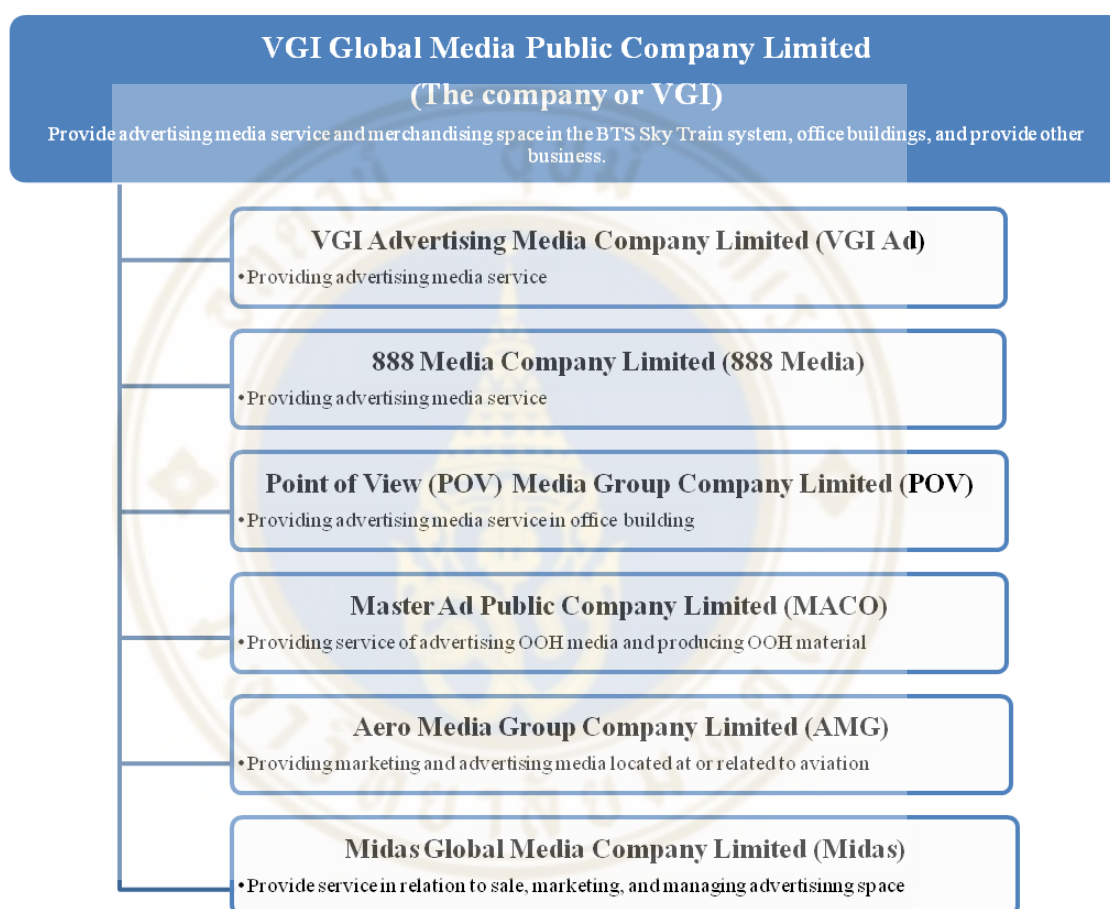 VGI Global Media Public Company Limited
(The company or VGI)
Provide advertising media service and merchandising space in the BTS Sky Train system, office buildings, and provide other
business.
VGI Advertising Media Company Limited (VGI Ad)
•Providing advertising media service
888 Media Company Limited (888 Media)
•Providing advertising media service
Point of View (POV) Media Group Company Limited (POV)
•Providing advertising media service in office building
Master Ad Public Company Limited (MACO)
•Providing service of advertising OOH media and producing OOH material
Aero Media Group Company Limited (AMG)
•Providing marketing and advertising media located at or related to aviation
Midas Global Media Company Limited (Midas)
•Provide service in relation to sale, marketing, and managing advertisinng space